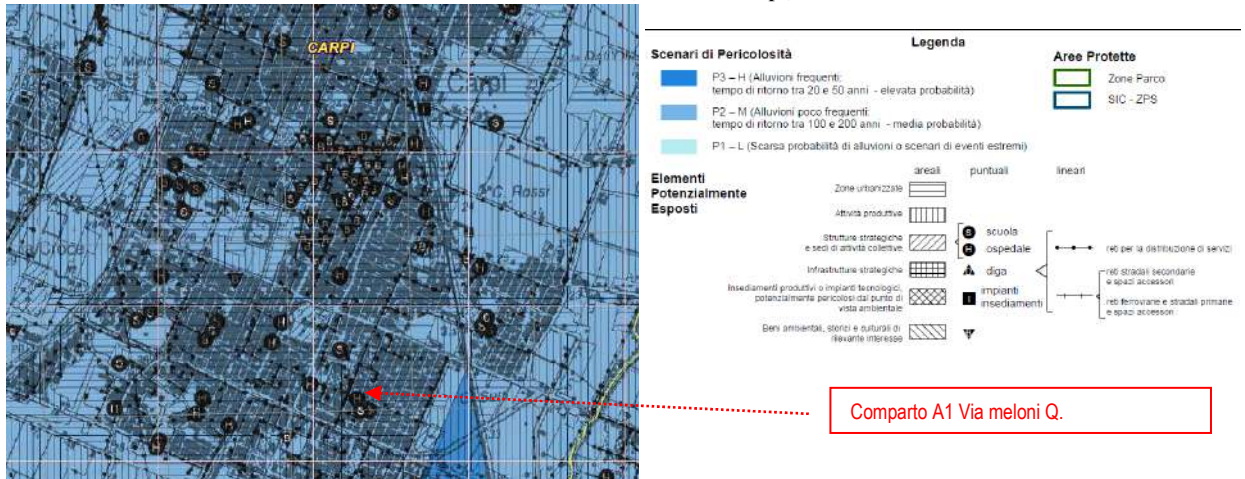 CARPI
Carpi
C. Rossi
Legenda
Scenari di Pericolosità
P3 – H (Alluvioni frequenti:
tempo di ritorno tra 20 e 50 anni - elevata probabilità)
P2 – M (Alluvioni poco frequenti:
tempo di ritorno tra 100 e 200 anni - media probabilità)
P1 – L (Scarsa probabilità di alluvioni o scenari di eventi estremi)
Aree Protette
Zone Parco
SIC - ZPS
Elementi
Potenzialmente
Esposti
areali puntuali lineari
Zone urbanizzate
Attività produttive
Strutture strategiche
e sedi di attività collettive
S scuola
H ospedale
Infrastrutture strategiche
diga
Insediamenti produttivi o impianti tecnologici,
potenzialmente pericolosi dal punto di
vista ambientale
I impianti
insediamenti
Beni ambientali, storici e culturali di
rilevante interesse
reti per la distribuzione di servizi
reti stradali secondarie
e spazi accessori
reti ferroviarie e stradali primarie
e spazi accessori
Comparto A1 Via meloni Q.